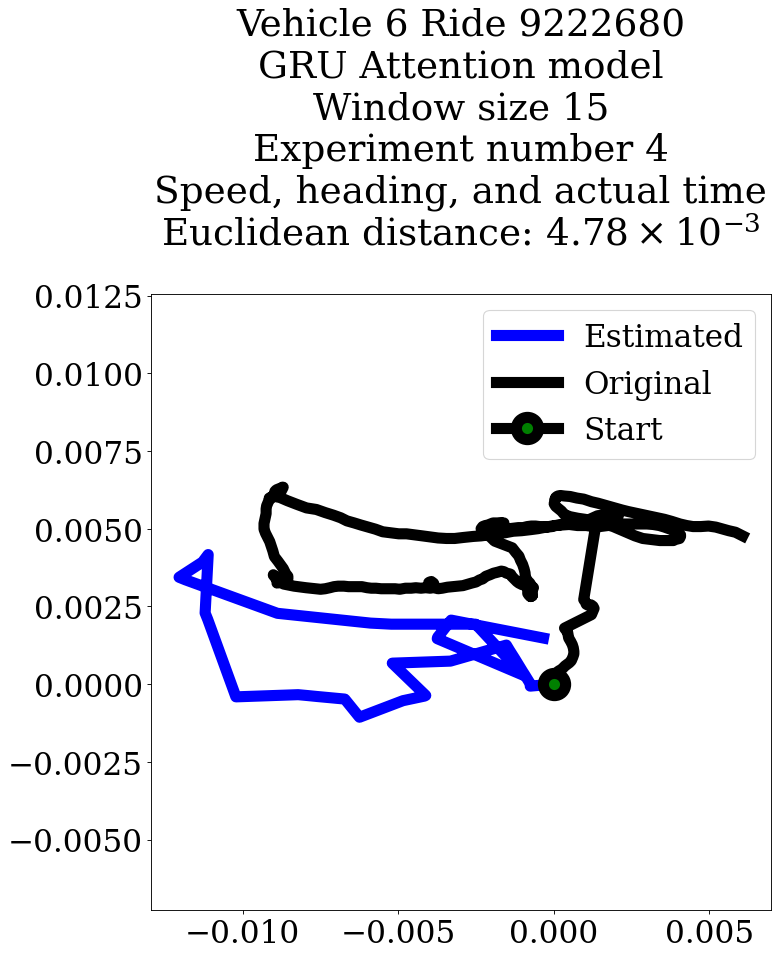 Vehicle 6 Ride 9222680
GRU Attention model
Window size 15
Experiment number 4
Speed, heading, and actual time
Euclidean distance: 4.78 × 10⁻³
0.0125
Estimated
0.0100
Original
Start
0.0075
0.0050
0.0025
0.0000
−0.0025
−0.0050
−0.010
−0.005
0.000
0.005